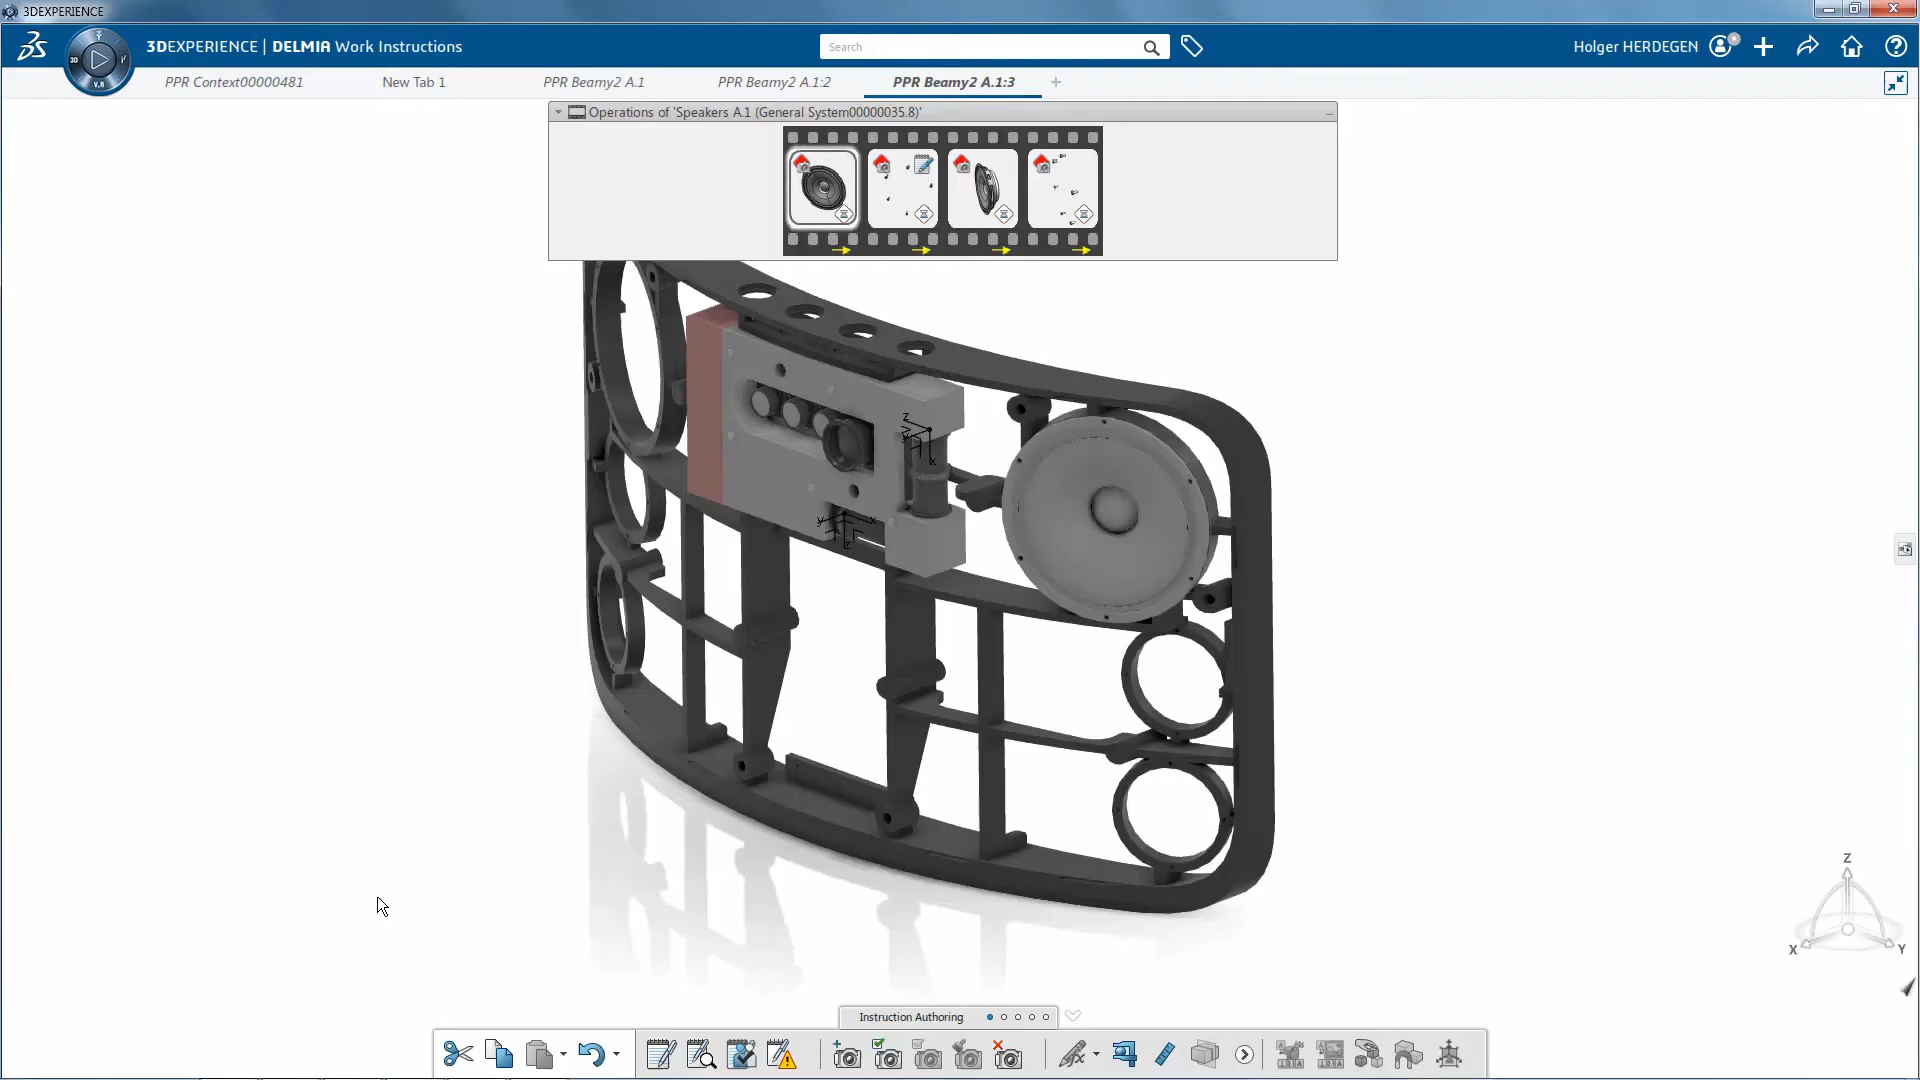 3DEXPERIENCE
3DEXPERIENCE | DELMIA Work Instructions
Search
Holger HERDEGEN
3D
V.R
PPR Context00000481
New Tab 1
PPR Beamy2 A.1
PPR Beamy2 A.1:2
PPR Beamy2 A.1:3
Operations of 'Speakers A.1 (General System00000035.8)'
z
y
x
y
x
z
Z
X
Y
Instruction Authoring